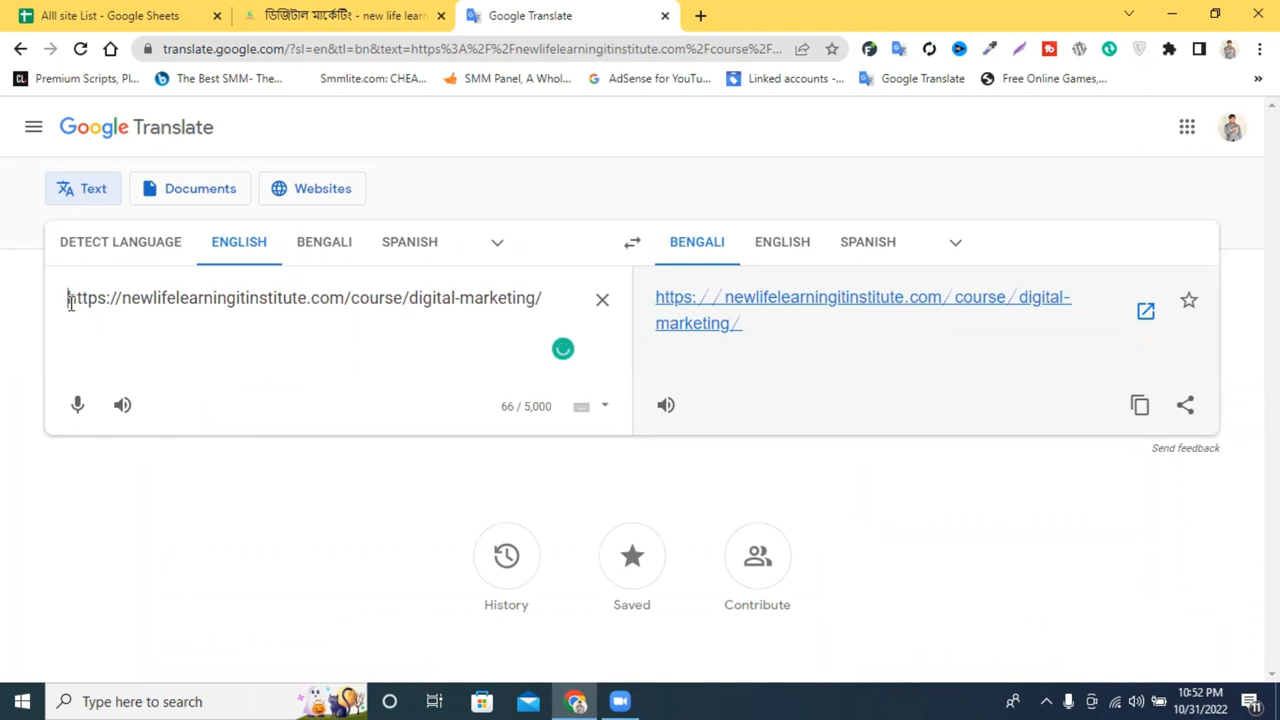 Alll site List - Google Sheets
ডিজিটাল মার্কেটিং - new life lear
Google Translate
translate.google.com/?sl=en&tl=bn&text=https%3A%2F%2Fnewlifelearningitinstitute.com%2Fcourse%2F...
Premium Scripts, Pl...
The Best SMM- The...
Smmlite.com: CHEA...
SMM Panel, A Whol...
AdSense for YouTu...
Linked accounts -...
Google Translate
Free Online Games,...
Google Translate
Text
Documents
Websites
DETECT LANGUAGE
ENGLISH
BENGALI
SPANISH
BENGALI
ENGLISH
SPANISH
https://newlifelearningitinstitute.com/course/digital-marketing/
https: // newlifelearningitinstitute.com/ course/ digital-
marketing/
66 / 5,000
Send feedback
History
Saved
Contribute
Type here to search
10:52 PM
10/31/2022
11